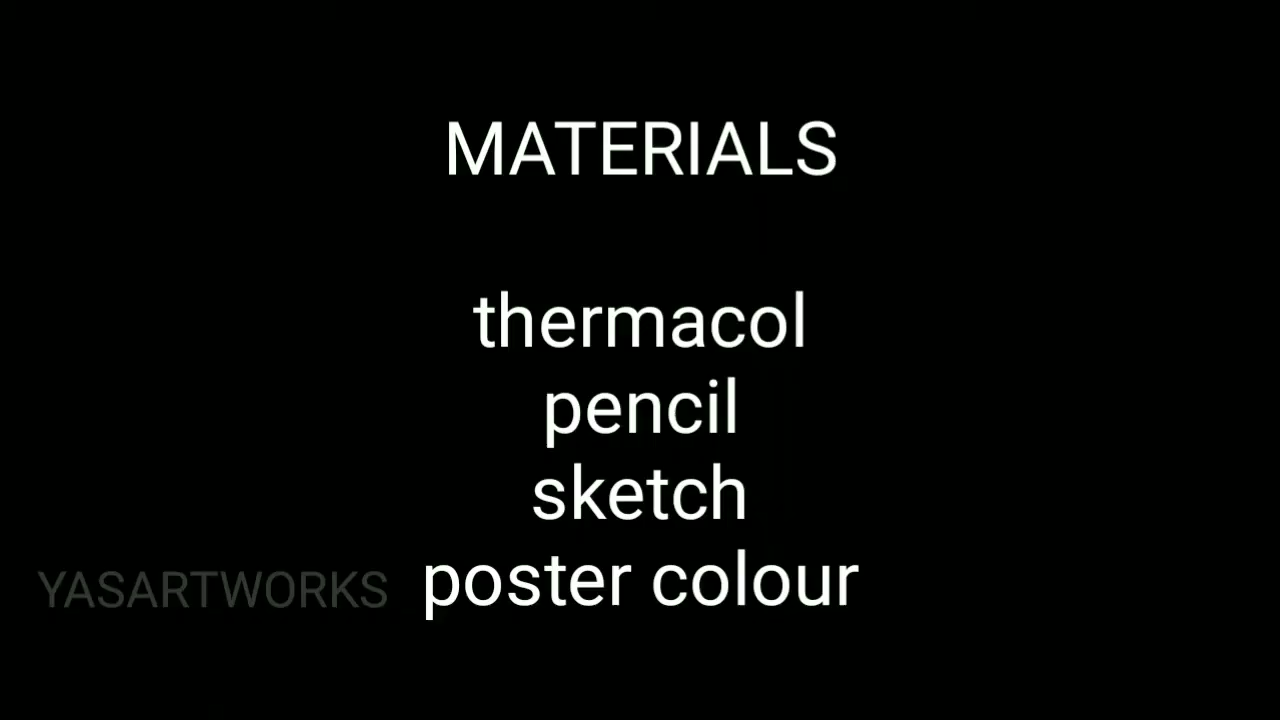 MATERIALS
thermacol
pencil
sketch
poster colour
YASARTWORKS